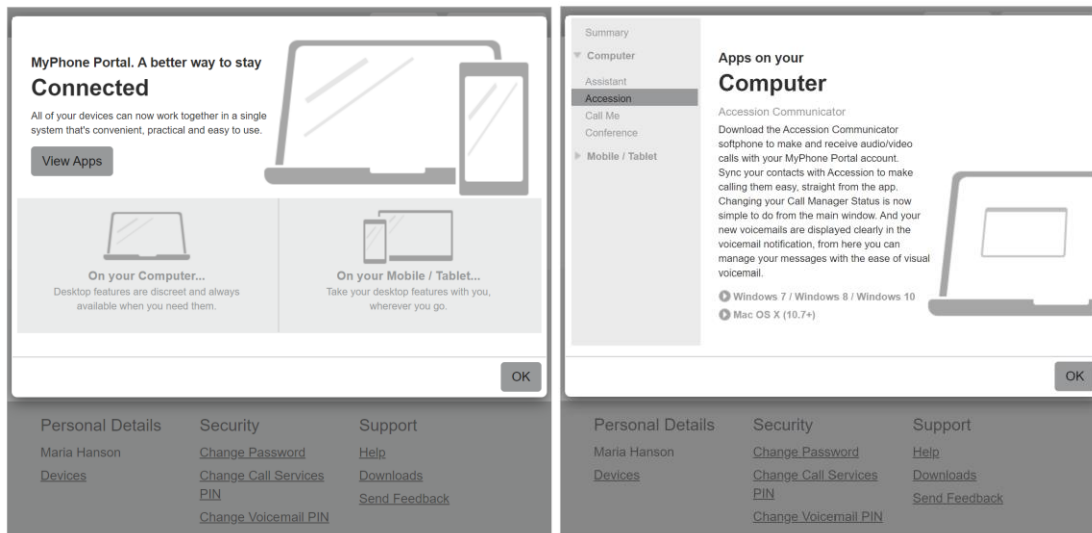 MyPhone Portal. A better way to stay
Connected
All of your devices can now work together in a single
system that's convenient, practical and easy to use.
View Apps
On your Computer...
Desktop features are discreet and always
available when you need them.
On your Mobile / Tablet...
Take your desktop features with you,
wherever you go.
OK
Personal Details
Maria Hanson
Devices
Security
Change Password
Change Call Services
PIN
Change Voicemail PIN
Support
Help
Downloads
Send Feedback
Summary
Computer
Assistant
Accession
Call Me
Conference
Mobile / Tablet
Apps on your
Computer
Accession Communicator
Download the Accession Communicator
softphone to make and receive audio/video
calls with your MyPhone Portal account.
Sync your contacts with Accession to make
calling them easy, straight from the app.
Changing your Call Manager Status is now
simple to do from the main window. And your
new voicemails are displayed clearly in the
voicemail notification, from here you can
manage your messages with the ease of visual
voicemail.
Windows 7 / Windows 8 / Windows 10
Mac OS X (10.7+)
OK
Personal Details
Maria Hanson
Devices
Security
Change Password
Change Call Services
PIN
Change Voicemail PIN
Support
Help
Downloads
Send Feedback